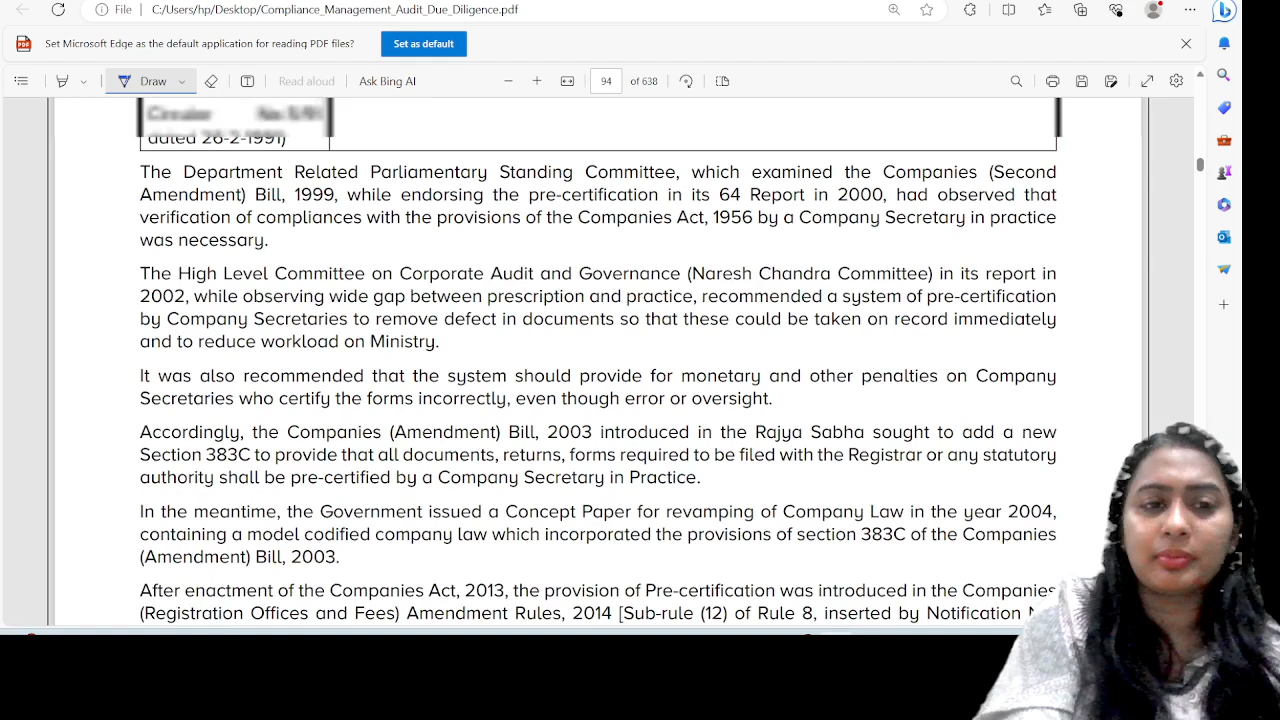 File
C:/Users/hp/Desktop/Compliance_Management_Audit_Due_Diligence.pdf
PDF
Set Microsoft Edge as the default application for reading PDF files?
Set as default
Draw
Read aloud
Ask Bing AI
94
of 638
Circular No. 5/91
dated 26-2-1991)
The Department Related Parliamentary Standing Committee, which examined the Companies (Second
Amendment) Bill, 1999, while endorsing the pre-certification in its 64 Report in 2000, had observed that
verification of compliances with the provisions of the Companies Act, 1956 by a Company Secretary in practice
was necessary.
The High Level Committee on Corporate Audit and Governance (Naresh Chandra Committee) in its report in
2002, while observing wide gap between prescription and practice, recommended a system of pre-certification
by Company Secretaries to remove defect in documents so that these could be taken on record immediately
and to reduce workload on Ministry.
It was also recommended that the system should provide for monetary and other penalties on Company
Secretaries who certify the forms incorrectly, even though error or oversight.
Accordingly, the Companies (Amendment) Bill, 2003 introduced in the Rajya Sabha sought to add a new
Section 383C to provide that all documents, returns, forms required to be filed with the Registrar or any statutory
authority shall be pre-certified by a Company Secretary in Practice.
In the meantime, the Government issued a Concept Paper for revamping of Company Law in the year 2004,
containing a model codified company law which incorporated the provisions of section 383C of the Companies
(Amendment) Bill, 2003.
After enactment of the Companies Act, 2013, the provision of Pre-certification was introduced in the Companies
(Registration Offices and Fees) Amendment Rules, 2014 [Sub-rule (12) of Rule 8, inserted by Notification